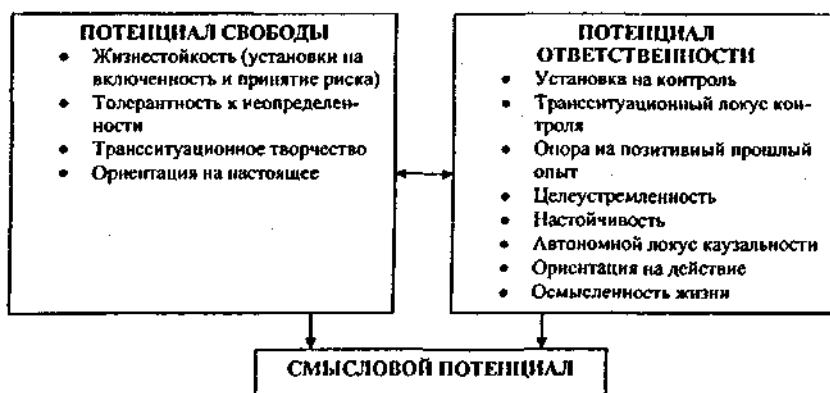 ПОТЕНЦИАЛ СВОБОДЫ
• Жизнестойкость (установки на
включенность и принятие риска)
• Толерантность к неопределен-
ности
• Трансситуационное творчество
• Ориентация на настоящее
ПОТЕНЦИАЛ
ОТВЕТСТВЕННОСТИ
• Установка на контроль
• Трансситуационный локус кон-
троля
• Опора на позитивный прошлый
опыт
• Целеустремленность
• Настойчивость
• Автономной локус каузальности
• Ориентация на действие
• Осмысленность жизни
СМЫСЛОВОЙ ПОТЕНЦИАЛ